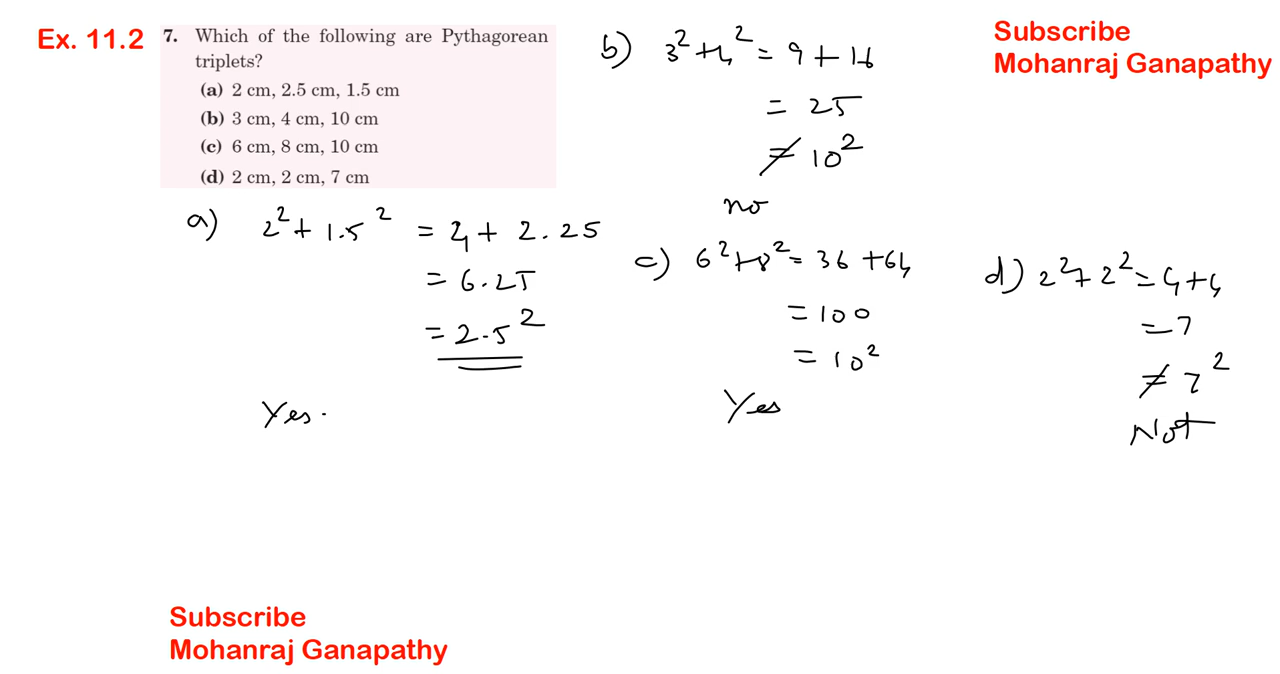 Ex. 11.2
7. Which of the following are Pythagorean
triplets?
(a) 2 cm, 2.5 cm, 1.5 cm
(b) 3 cm, 4 cm, 10 cm
(c) 6 cm, 8 cm, 10 cm
(d) 2 cm, 2 cm, 7 cm
Subscribe
Mohanraj Ganapathy
a) 2² + 1.5² = 4 + 2.25
= 6.25
= 2.5²
Yes.
b) 3² + 4² = 9 + 16
= 25
≠ 10²
no
c) 6² + 8² = 36 + 64
= 100
= 10²
Yes
d) 2² + 2² = 4 + 4
= 7
≠ 7²
Not
Subscribe
Mohanraj Ganapathy